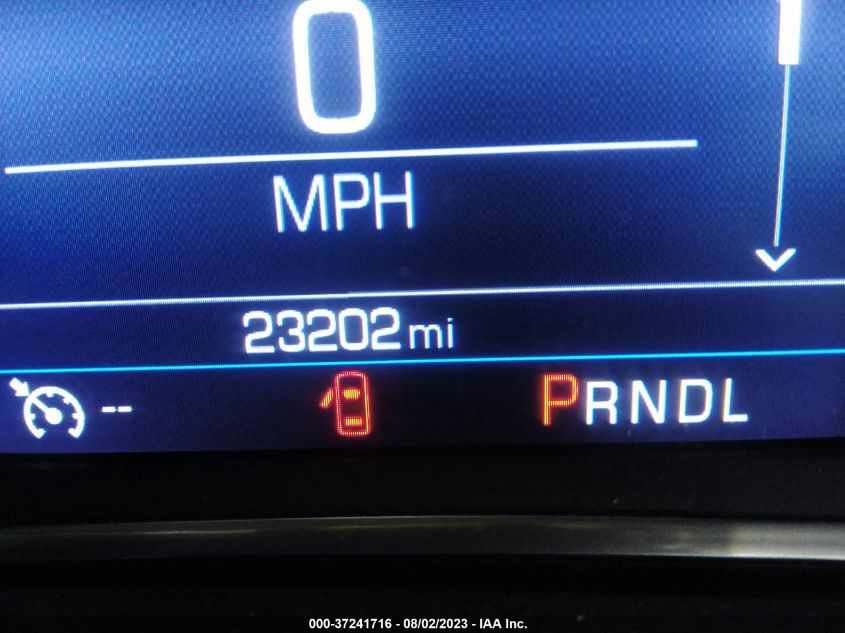 0
MPH
23202 mi
-- PRNDL
000-37241716 - 08/02/2023 - IAA Inc.